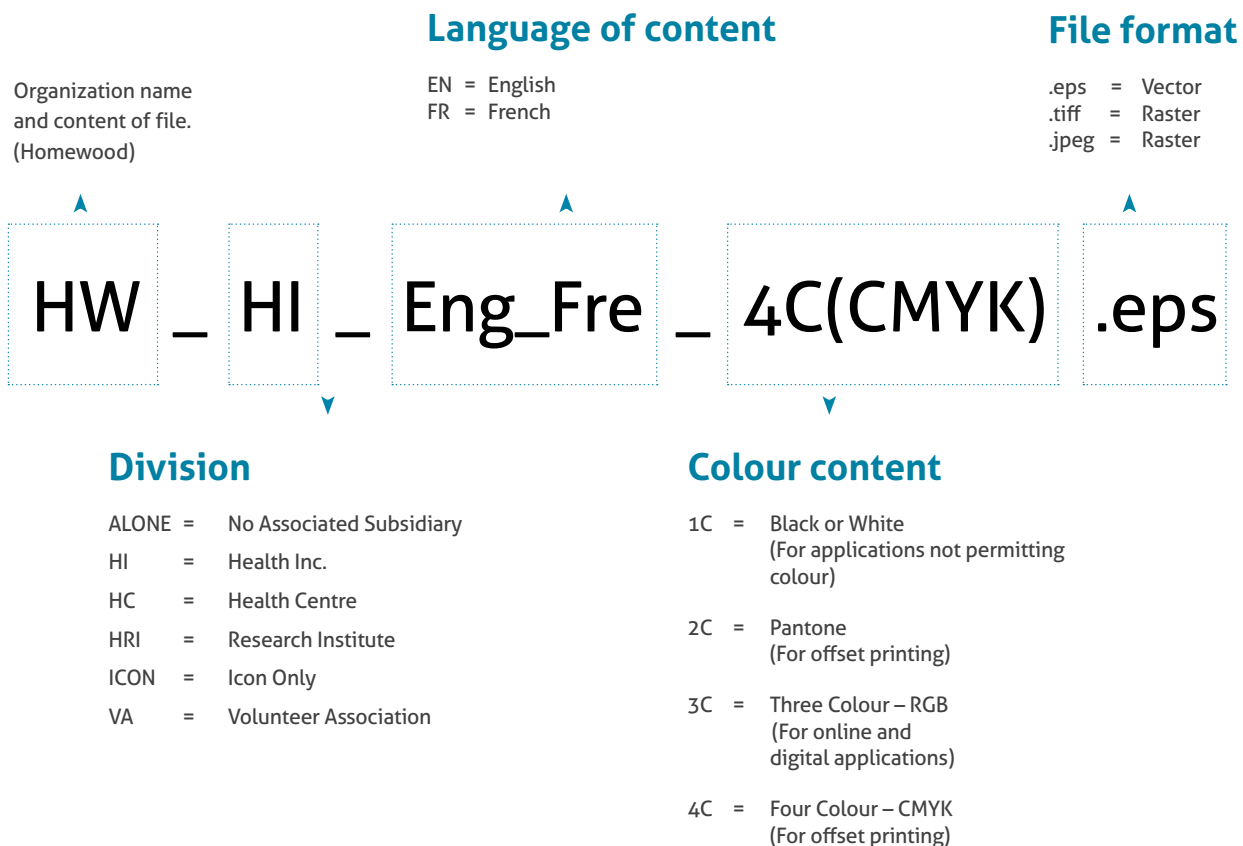 Language of content
File format
Organization name
and content of file.
(Homewood)
EN = English
FR = French
.eps = Vector
.tiff = Raster
.jpeg = Raster
HW _ HI _ Eng_Fre _ 4C(CMYK) .eps
Division
ALONE = No Associated Subsidiary
HI = Health Inc.
HC = Health Centre
HRI = Research Institute
ICON = Icon Only
VA = Volunteer Association
Colour content
1C = Black or White
(For applications not permitting
colour)
2C = Pantone
(For offset printing)
3C = Three Colour – RGB
(For online and
digital applications)
4C = Four Colour – CMYK
(For offset printing)